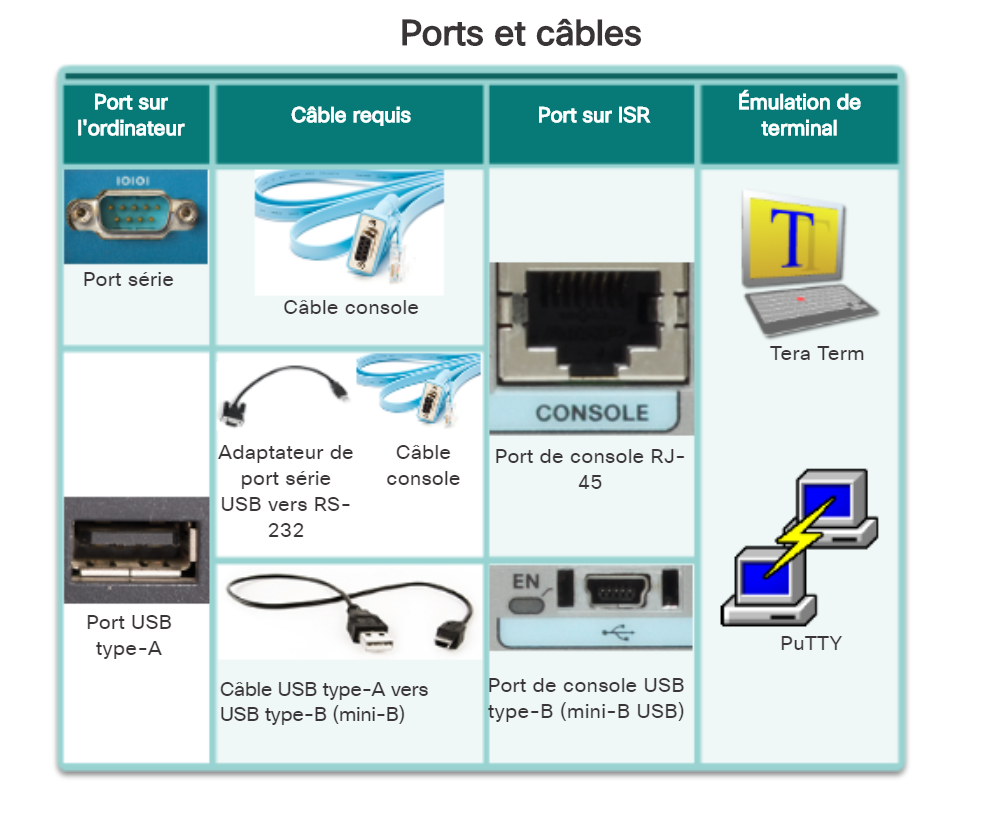 Ports et câbles
Port sur
l'ordinateur
Câble requis
Port sur ISR
Émulation de
terminal
IOIOI
Port série
Câble console
CONSOLE
Port de console RJ-
45
T
Tera Term
Adaptateur de
port série
USB vers RS-
232
Câble
console
Port USB
type-A
Câble USB type-A vers
USB type-B (mini-B)
EN
Port de console USB
type-B (mini-B USB)
PuTTY